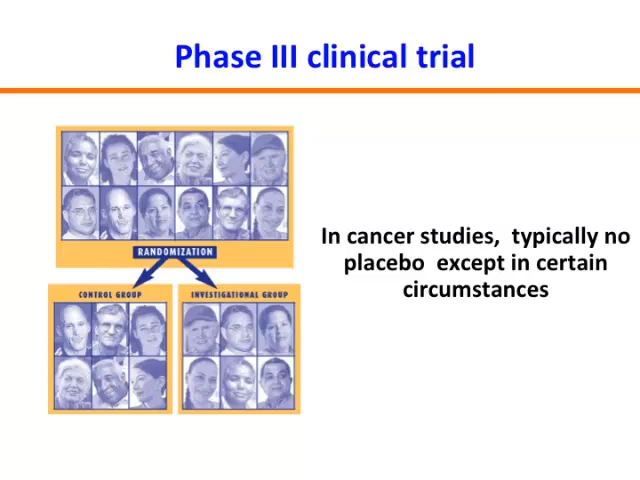 Phase III clinical trial
RANDOMIZATION
CONTROL GROUP
INVESTIGATIONAL GROUP
In cancer studies,  typically no
placebo  except in certain
circumstances